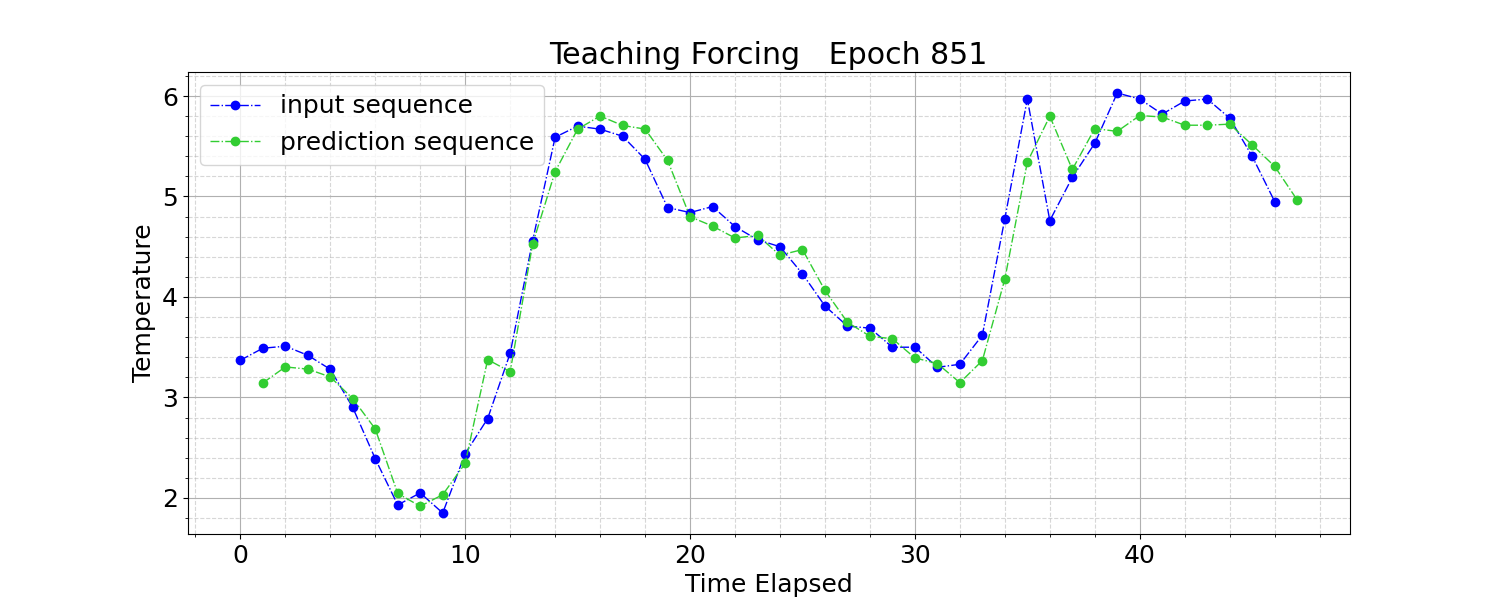 Teaching Forcing   Epoch 851
input sequence
prediction sequence
6
5
4
3
2
Temperature
0 10 20 30 40
Time Elapsed